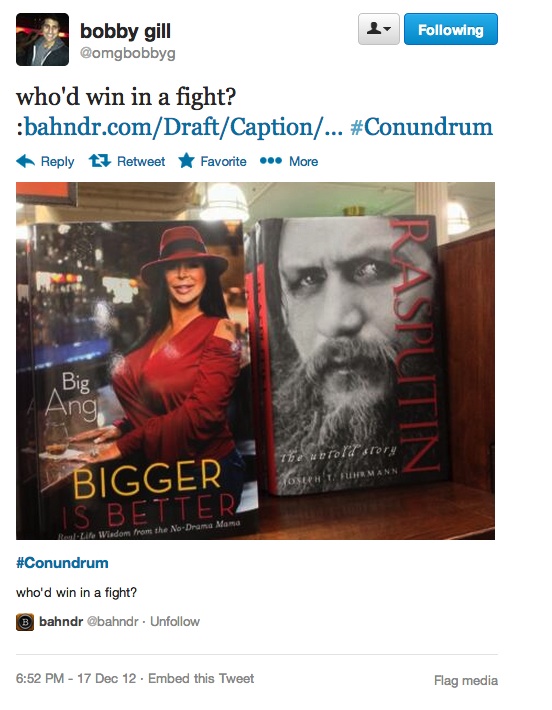 bobby gill
@omgbobbyg
Following
who'd win in a fight?
:bahndr.com/Draft/Caption/... #Conundrum
Reply Retweet Favorite More
Big
Ang
BIGGER
IS BETTER
Real-Life Wisdom from the No-Drama Mama
RASPUTIN
the untold story
JOSEPH T. FUHRMANN
#Conundrum
who'd win in a fight?
B bahndr @bahndr · Unfollow
6:52 PM - 17 Dec 12 · Embed this Tweet
Flag media